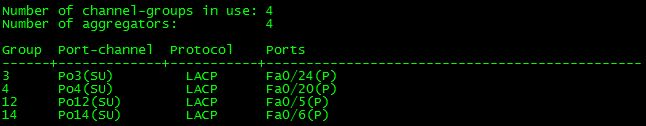 Number of channel-groups in use: 4
Number of aggregators:           4

Group  Port-channel  Protocol    Ports
------+-------------+-----------+-----------------------------------------------
3      Po3(SU)         LACP      Fa0/24(P)
4      Po4(SU)         LACP      Fa0/20(P)
12     Po12(SU)        LACP      Fa0/5(P)
14     Po14(SU)        LACP      Fa0/6(P)